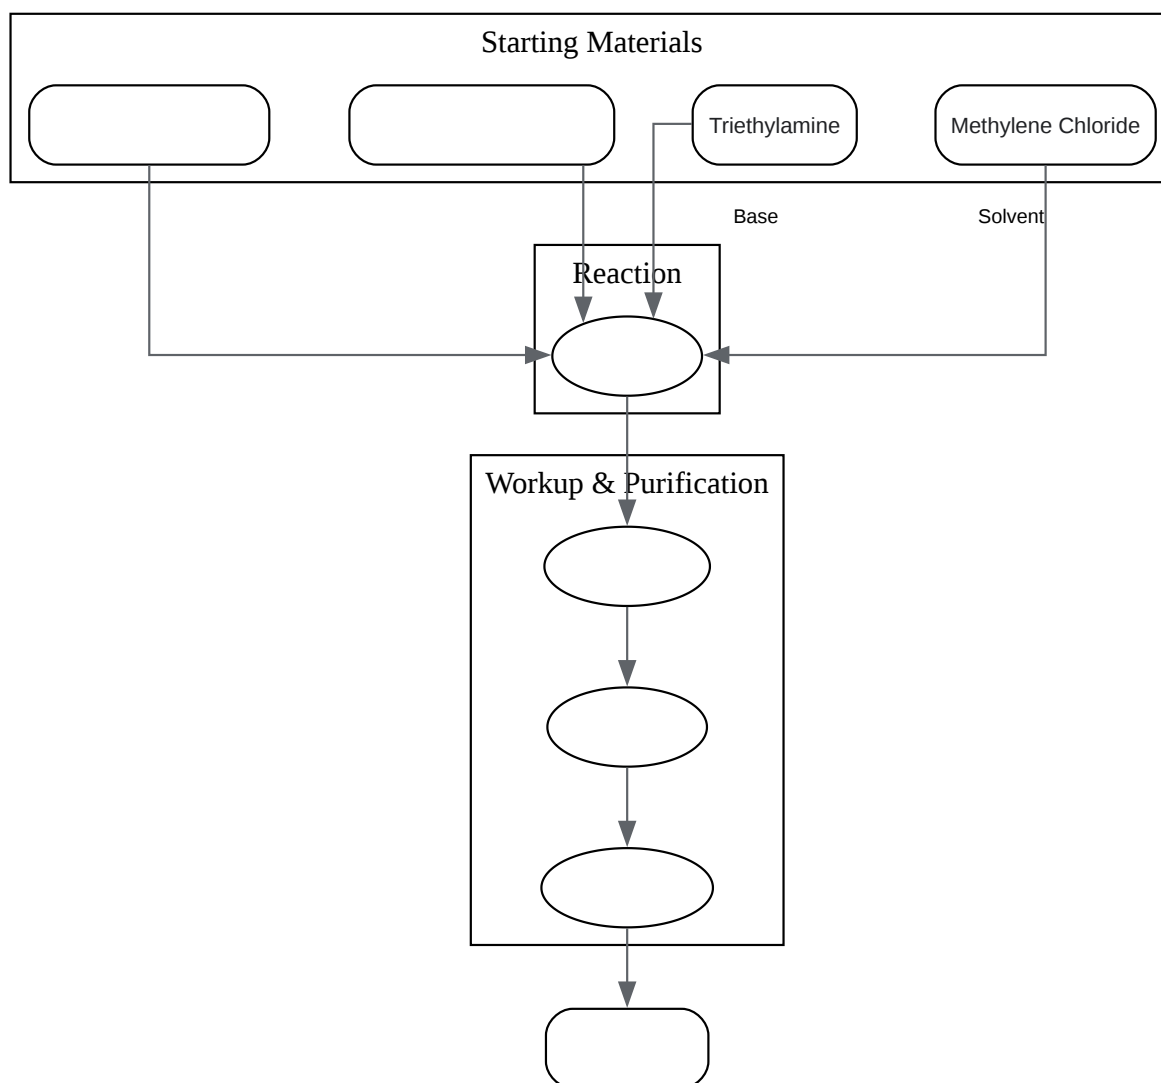 Starting Materials
Triethylamine
Methylene Chloride
Base
Solvent
Reaction
Workup & Purification